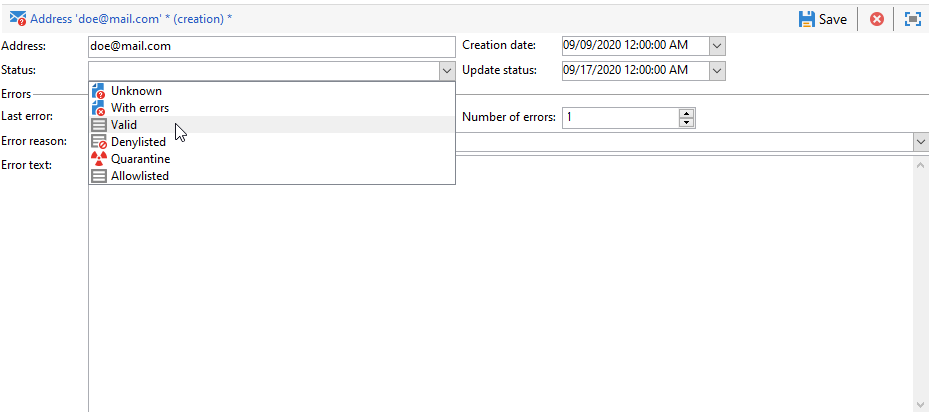 Address 'doe@mail.com' * (creation) *
Save
Address:
doe@mail.com
Creation date:
09/09/2020 12:00:00 AM
Status:
Update status:
09/17/2020 12:00:00 AM
Unknown
With errors
Valid
Denylisted
Quarantine
Allowlisted
Errors
Last error:
Number of errors:
1
Error reason:
Error text: